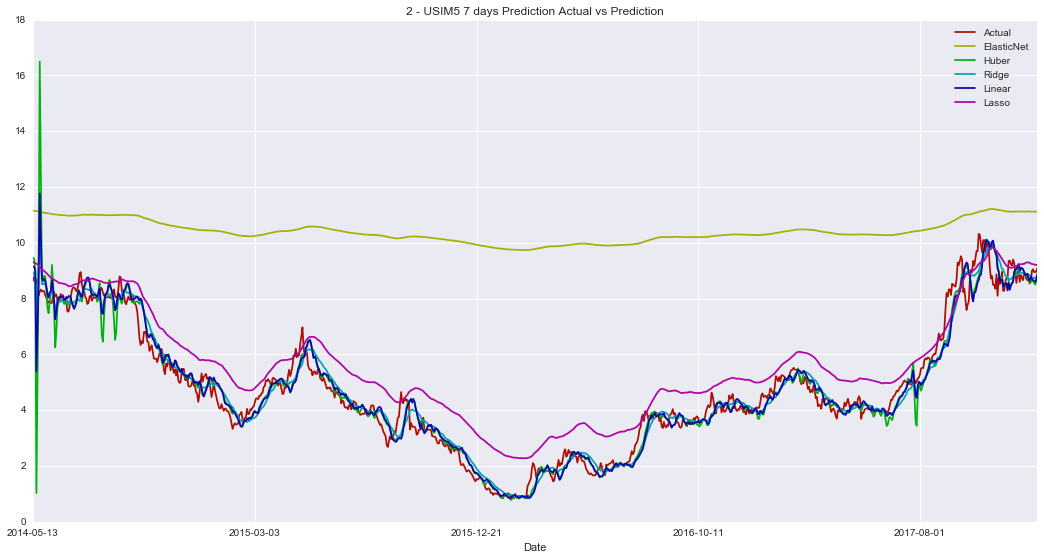 2 - USIM5 7 days Prediction Actual vs Prediction
18
16
14
12
10
8
6
4
2
0
Actual
ElasticNet
Huber
Ridge
Linear
Lasso
2014-05-13
2015-03-03
2015-12-21
2016-10-11
2017-08-01
Date